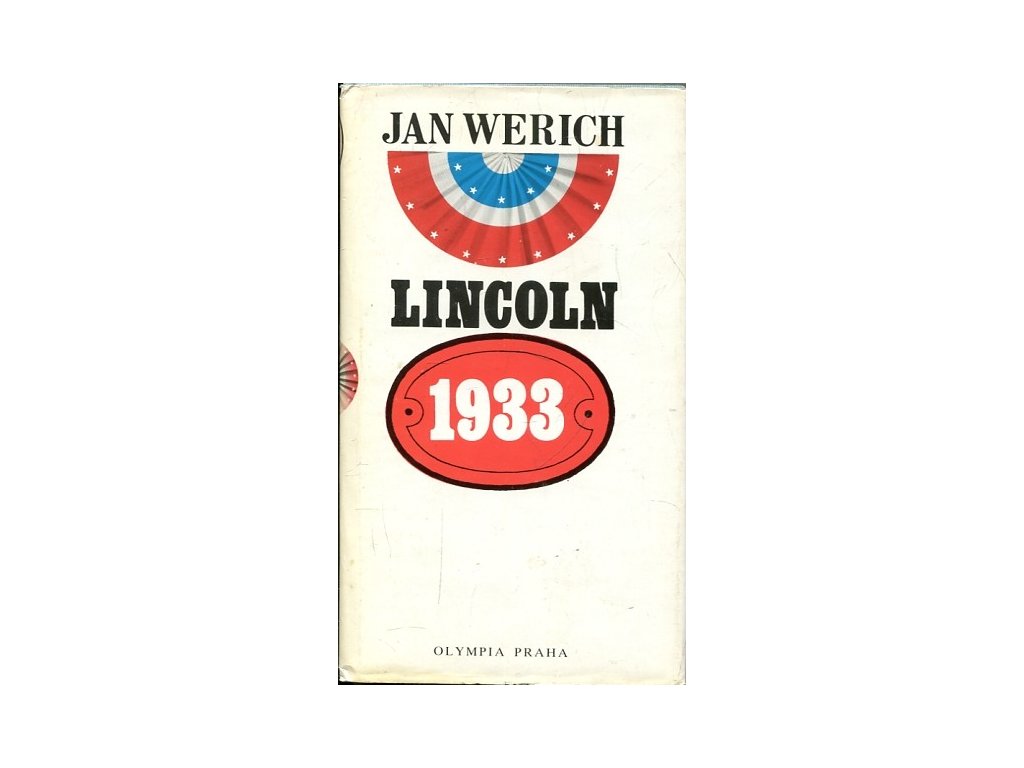 JAN WERICH
LINCOLN
1933
OLYMPIA PRAHA